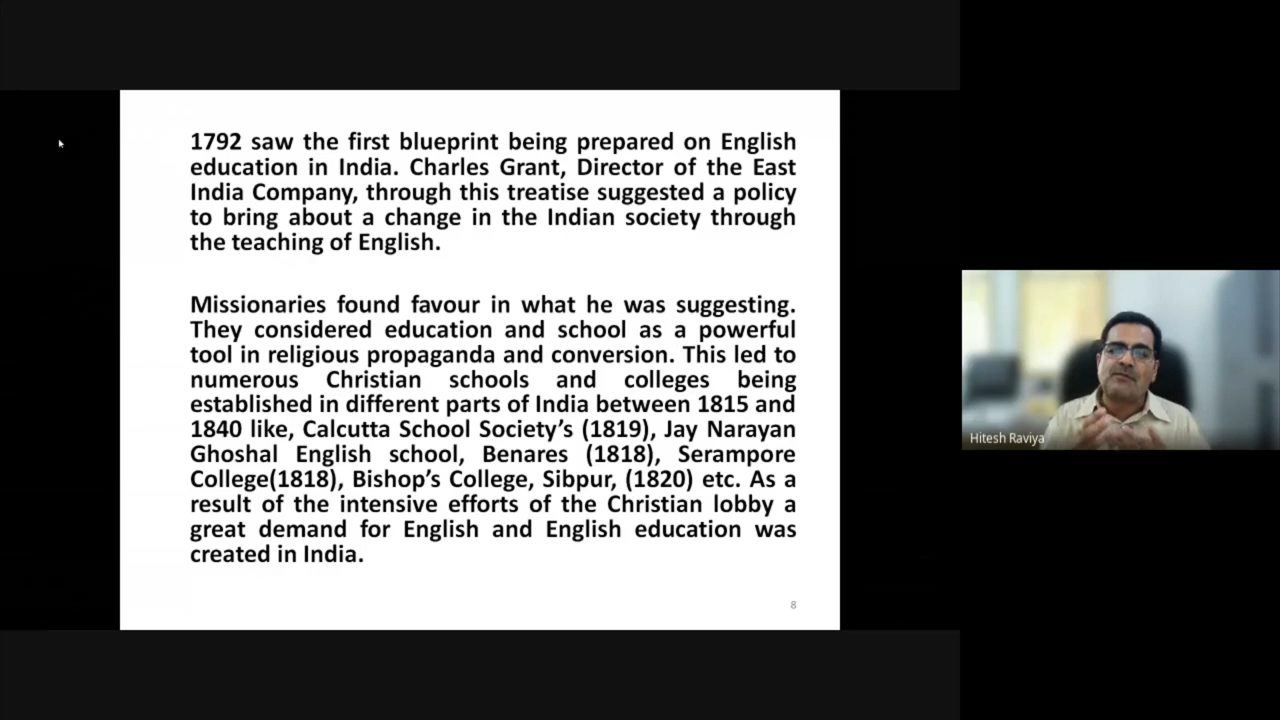 1792 saw the first blueprint being prepared on English
education in India. Charles Grant, Director of the East
India Company, through this treatise suggested a policy
to bring about a change in the Indian society through
the teaching of English.
Missionaries found favour in what he was suggesting.
They considered education and school as a powerful
tool in religious propaganda and conversion. This led to
numerous Christian schools and colleges being
established in different parts of India between 1815 and
1840 like, Calcutta School Society’s (1819), Jay Narayan
Ghoshal English school, Benares (1818), Serampore
College(1818), Bishop’s College, Sibpur, (1820) etc. As a
result of the intensive efforts of the Christian lobby a
great demand for English and English education was
created in India.
8
Hitesh Raviya